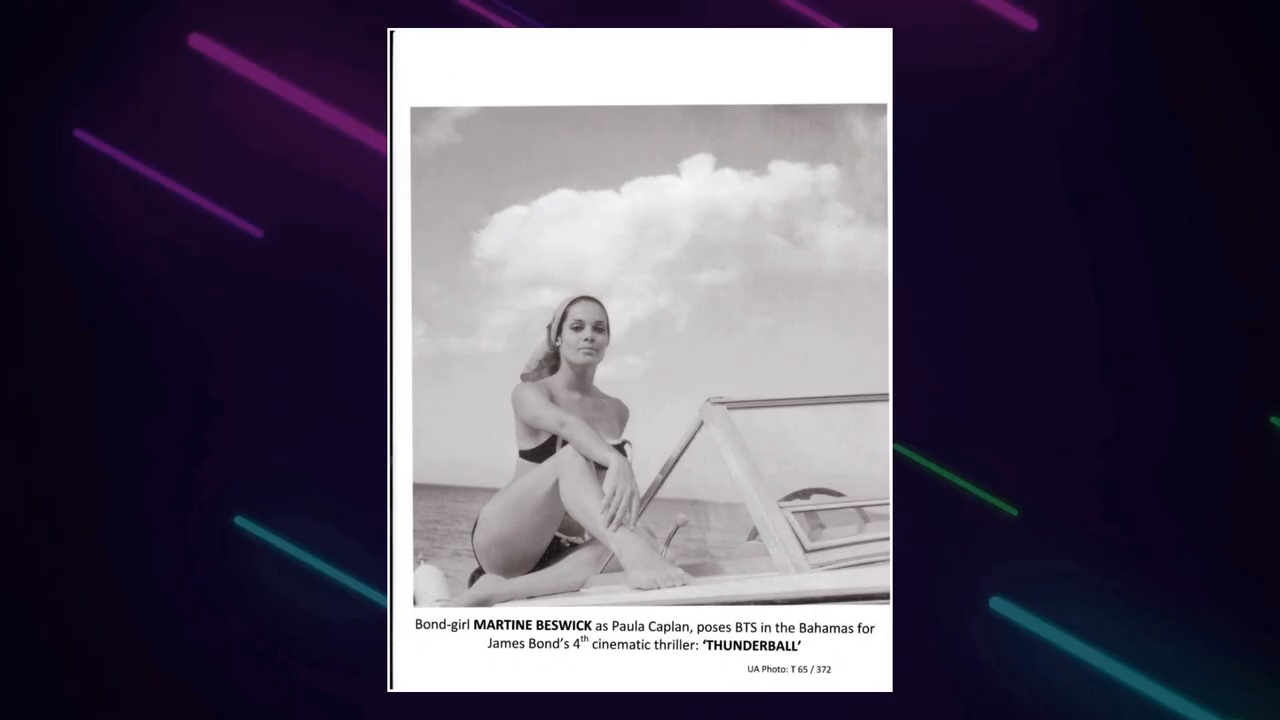 Bond-girl MARTINE BESWICK as Paula Caplan, poses BTS in the Bahamas for
James Bond's 4th cinematic thriller: ‘THUNDERBALL’
UA Photo: T 65 / 372